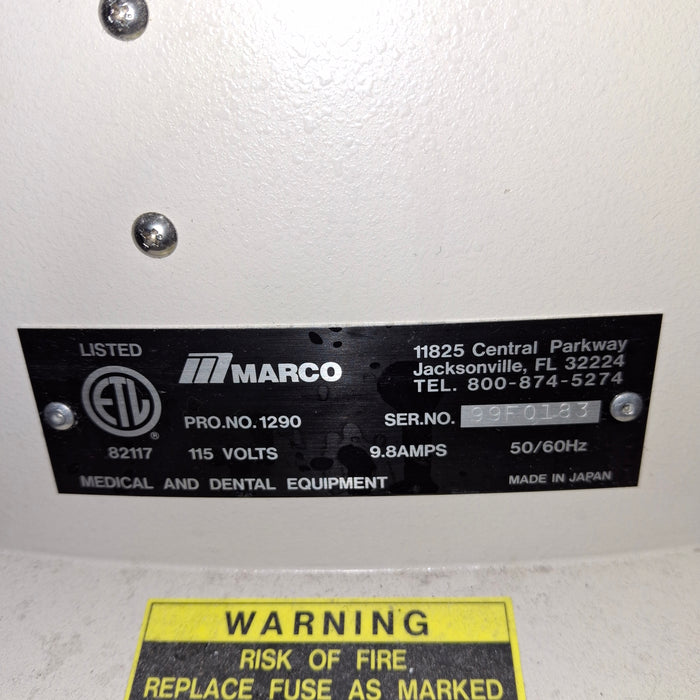 LISTED
ETL
®
82117
MARCO
11825 Central Parkway
Jacksonville, FL 32224
TEL. 800-874-5274
PRO.NO.1290 SER.NO. 99F0183
115 VOLTS 9.8AMPS 50/60Hz
MEDICAL AND DENTAL EQUIPMENT MADE IN JAPAN
WARNING
RISK OF FIRE
REPLACE FUSE AS MARKED